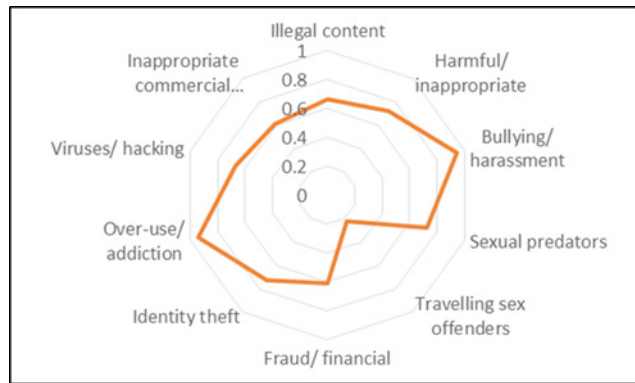 Illegal content
1
Harmful/
inappropriate
Inappropriate
commercial...
0.8
0.6
Bullying/
harassment
Viruses/ hacking
0.4
0.2
0
Over-use/
addiction
Sexual predators
Identity theft
Travelling sex
offenders
Fraud/ financial